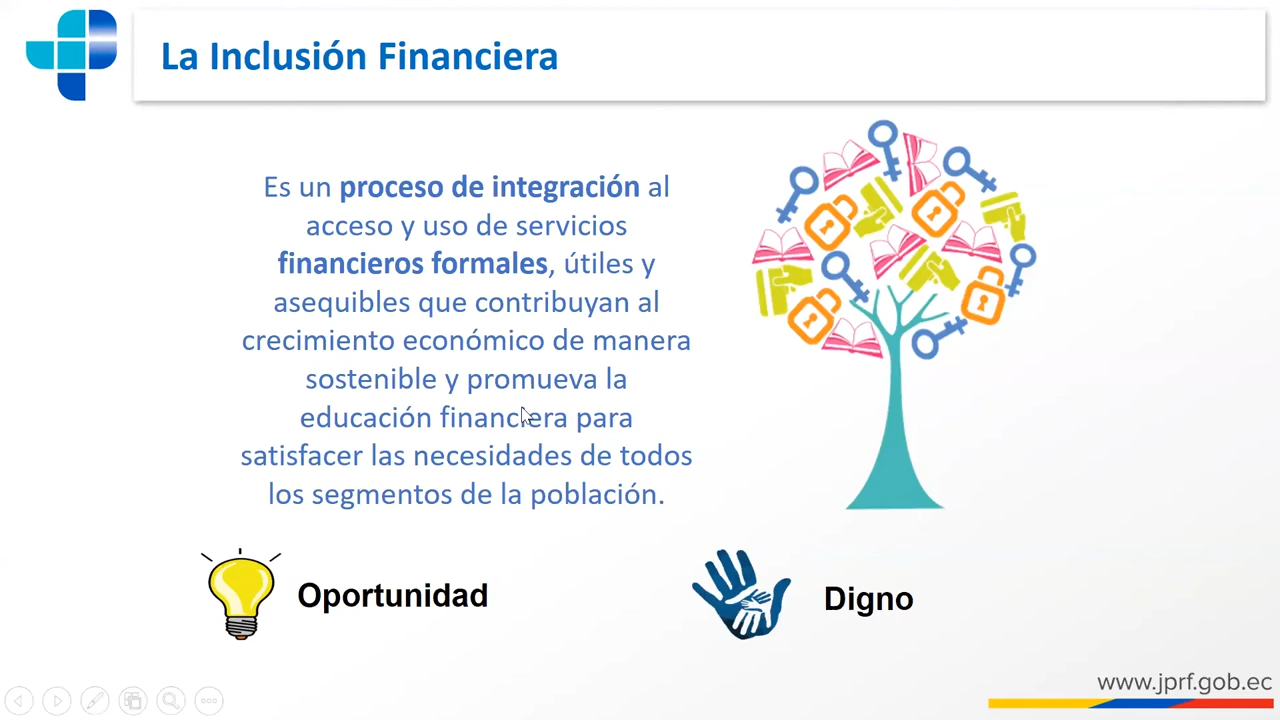 La Inclusión Financiera
Es un proceso de integración al
acceso y uso de servicios
financieros formales, útiles y
asequibles que contribuyan al
crecimiento económico de manera
sostenible y promueva la
educación financiera para
satisfacer las necesidades de todos
los segmentos de la población.
Oportunidad
Digno
www.jprf.gob.ec